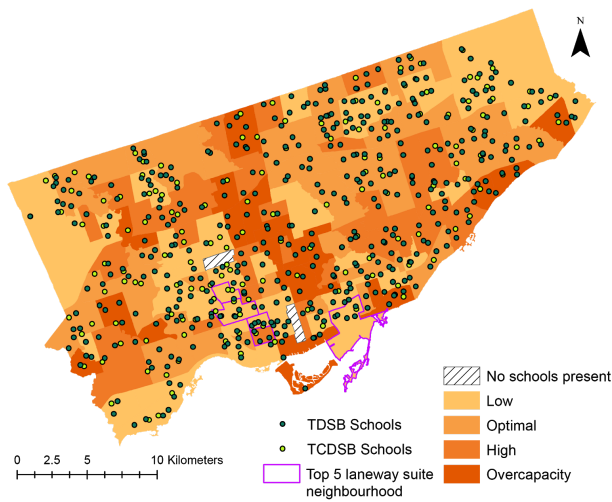 N
No schools present
Low
Optimal
High
Overcapacity
TDSB Schools
TCDSB Schools
Top 5 laneway suite
neighbourhood
0 2.5 5 10 Kilometers